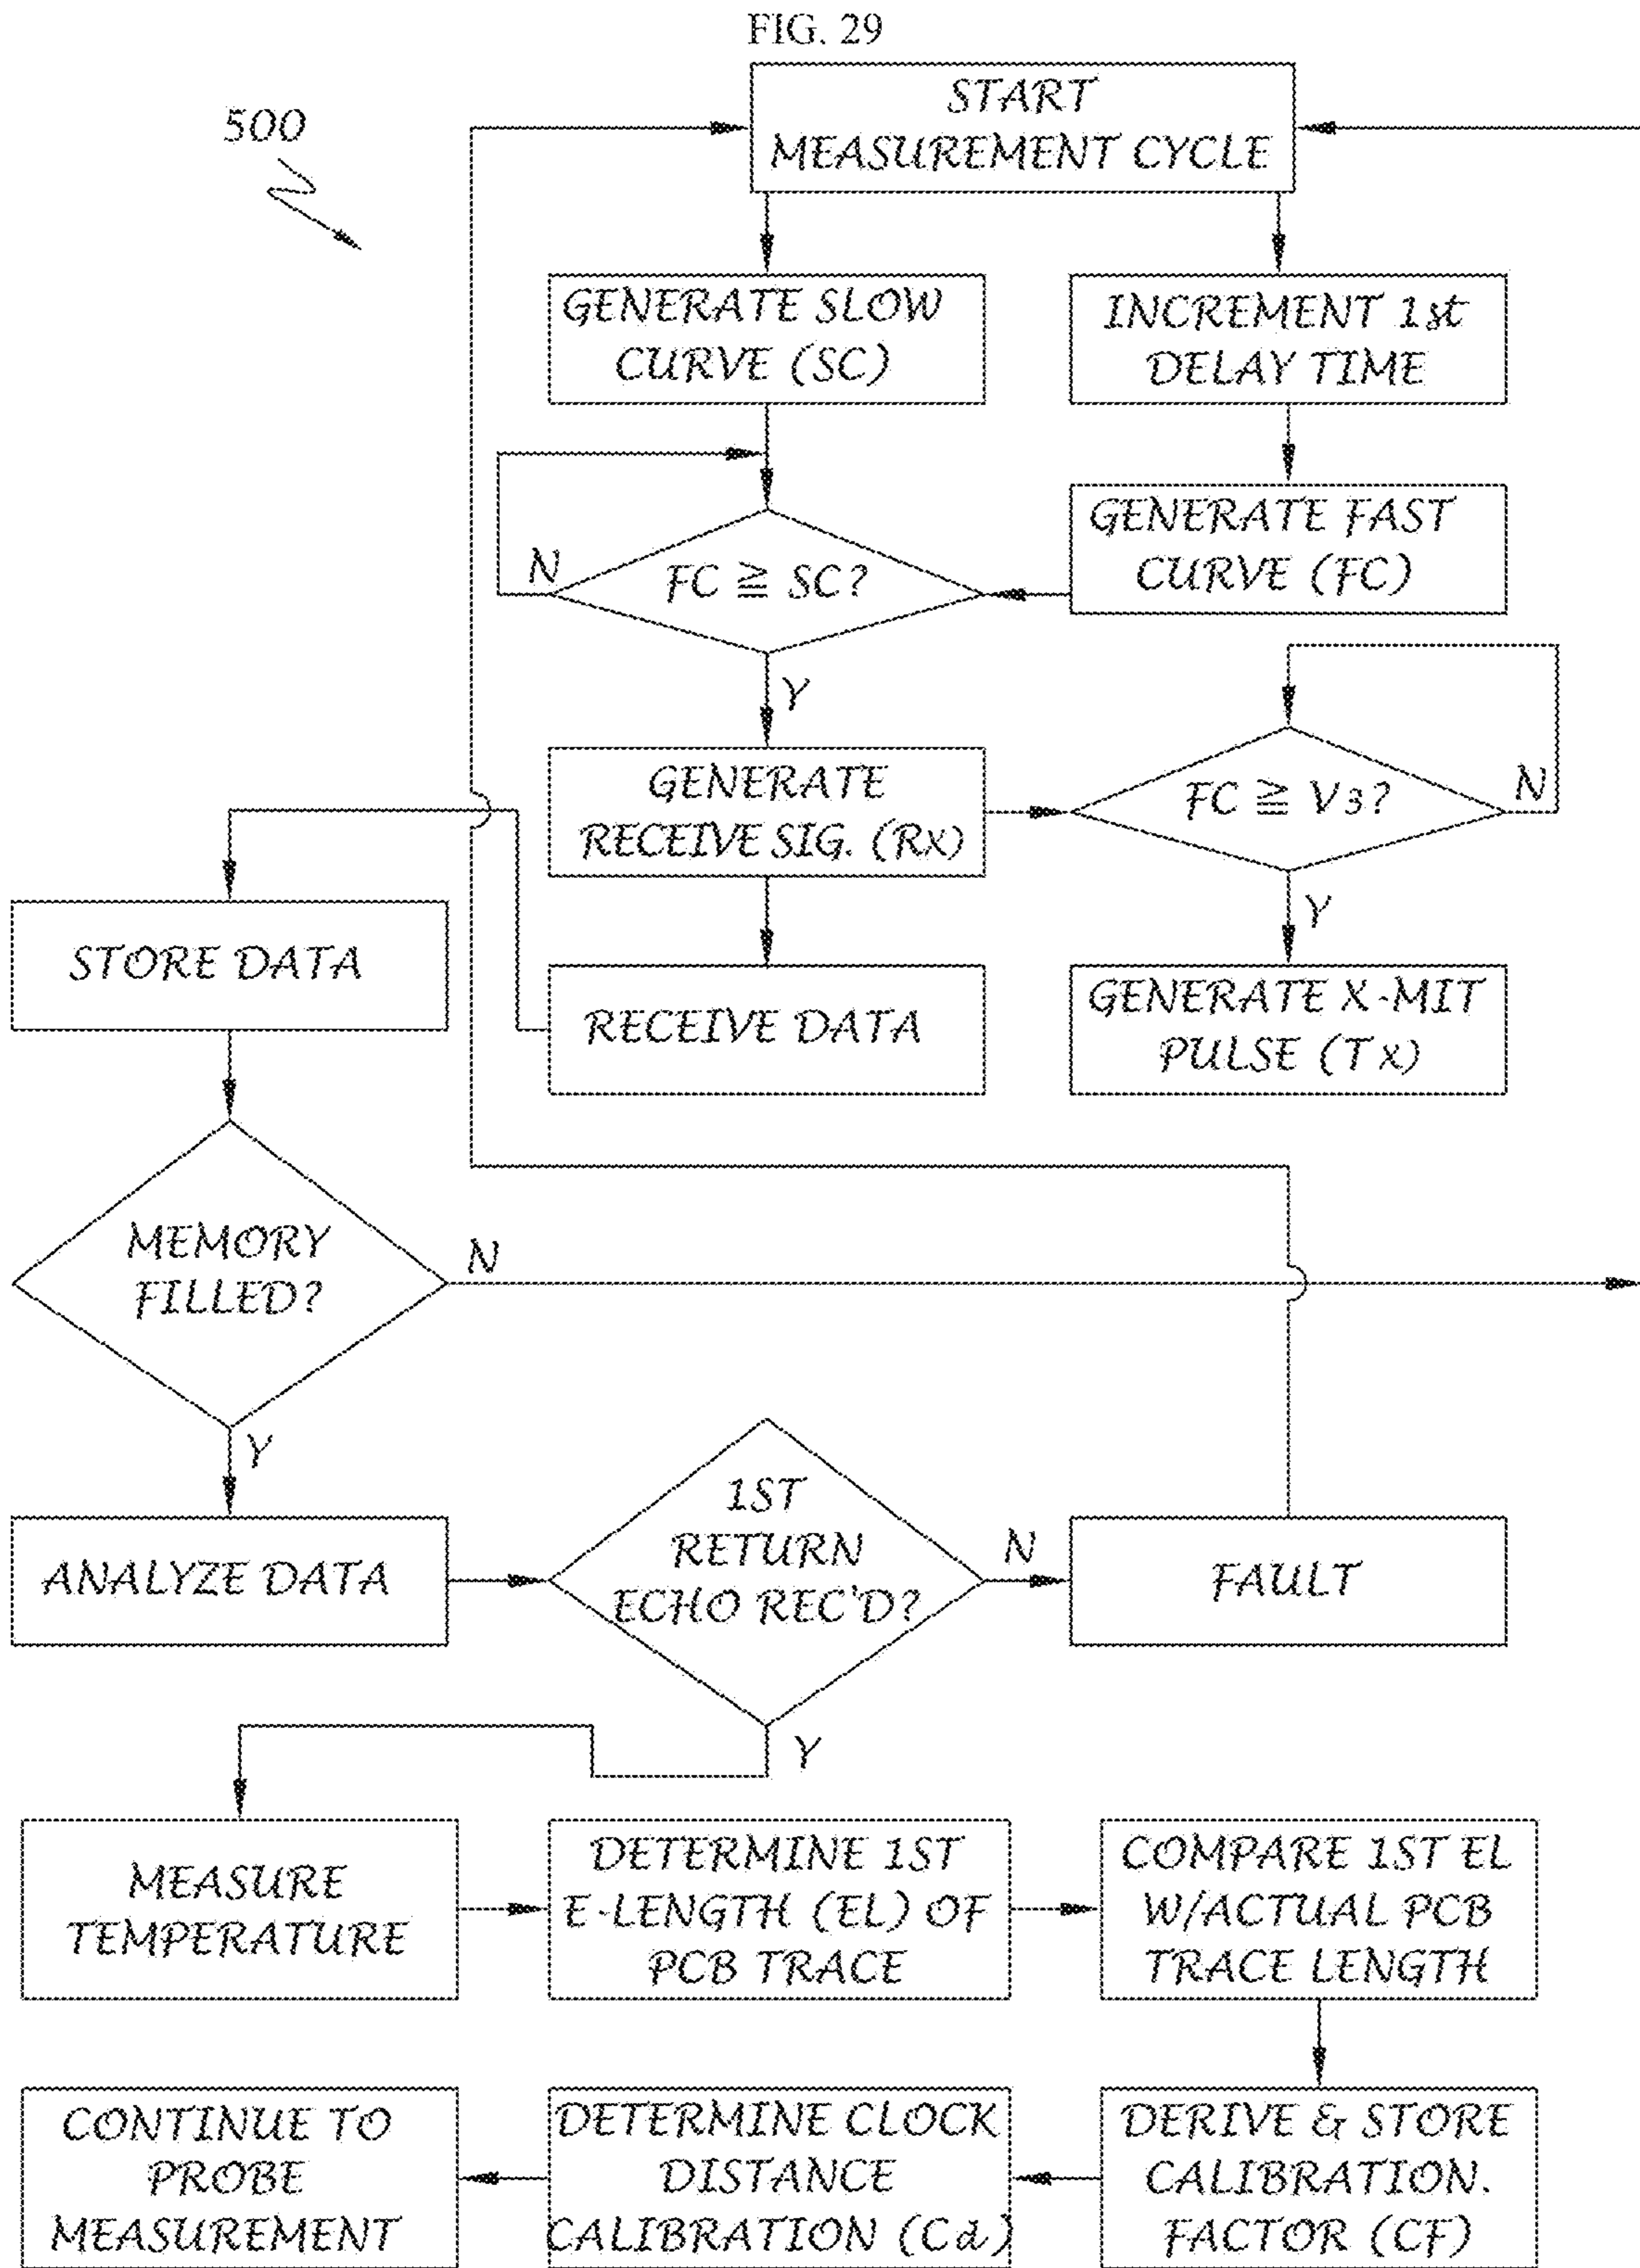 FIG. 29
500
START
MEASUREMENT CYCLE
GENERATE SLOW
CURVE (SC)
INCREMENT 1st
DELAY TIME
GENERATE FAST
CURVE (FC)
N
FC ≧ SC?
Y
GENERATE
RECEIVE SIG. (Rx)
FC ≧ V3?
N
Y
STORE DATA
RECEIVE DATA
GENERATE X-MIT
PULSE (Tx)
MEMORY
FILLED?
N
Y
ANALYZE DATA
1ST
RETURN
ECHO REC'D?
N
FAULT
Y
MEASURE
TEMPERATURE
DETERMINE 1ST
E-LENGTH (EL) OF
PCB TRACE
COMPARE 1ST EL
W/ACTUAL PCB
TRACE LENGTH
CONTINUE TO
PROBE
MEASUREMENT
DETERMINE CLOCK
DISTANCE
CALIBRATION (Cd)
DERIVE & STORE
CALIBRATION.
FACTOR (CF)